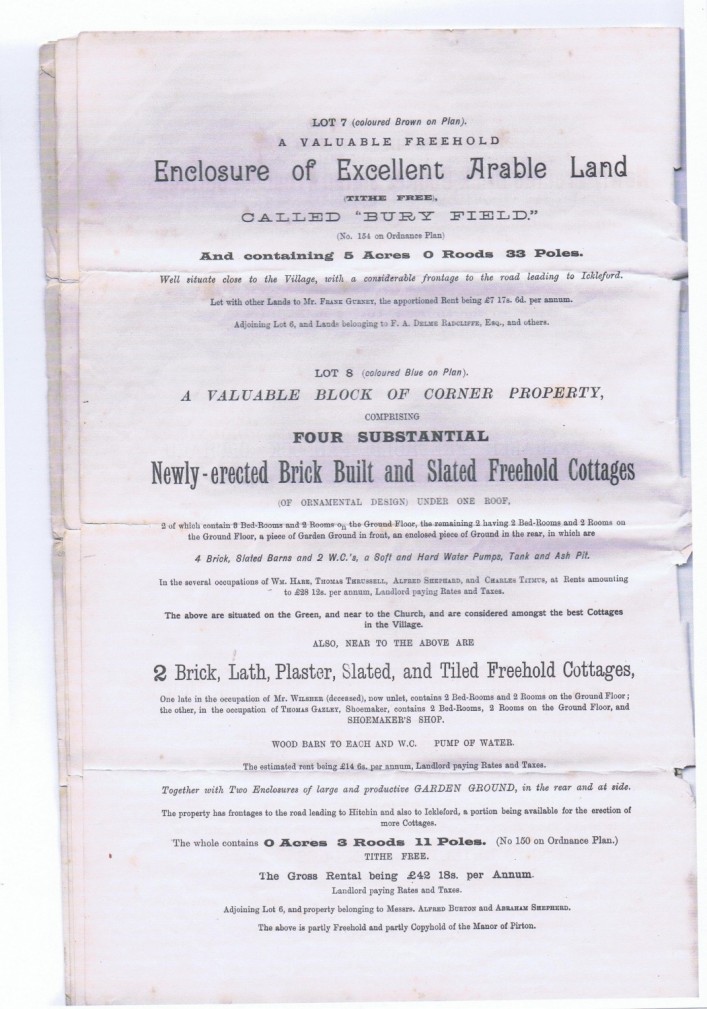 LOT 7 (coloured Brown on Plan).
A VALUABLE FREEHOLD
Enclosure of Excellent Arable Land
(TITHE FREE),
CALLED "BURY FIELD."
(No. 154 on Ordnance Plan)
And containing 5 Acres 0 Roods 33 Poles.
Well situate close to the Village, with a considerable frontage to the road leading to Ickleford.
Let with other Lands to Mr. FRANK GURNEY, the apportioned Rent being £7 17s. 6d. per annum.
Adjoining Lot 6, and Lands belonging to F. A. DELME RADCLIFFE, Esq., and others.
LOT 8 (coloured Blue on Plan).
A VALUABLE BLOCK OF CORNER PROPERTY,
COMPRISING
FOUR SUBSTANTIAL
Newly-erected Brick Built and Slated Freehold Cottages
(OF ORNAMENTAL DESIGN) UNDER ONE ROOF,
2 of which contain 3 Bed-Rooms and 2 Rooms on the Ground Floor, the remaining 2 having 2 Bed-Rooms and 2 Rooms on
the Ground Floor, a piece of Garden Ground in front, an enclosed piece of Ground in the rear, in which are
4 Brick, Slated Barns and 2 W.C.'s, a Soft and Hard Water Pumps, Tank and Ash Pit.
In the several occupations of WM. HARE, THOMAS THRUSSELL, ALFRED SHEPHARD, and CHARLES TITMUS, at Rents amounting
to £28 12s. per annum, Landlord paying Rates and Taxes.
The above are situated on the Green, and near to the Church, and are considered amongst the best Cottages
in the Village.
ALSO, NEAR TO THE ABOVE ARE
2 Brick, Lath, Plaster, Slated, and Tiled Freehold Cottages,
One late in the occupation of Mr. WILSHER (deceased), now unlet, contains 2 Bed-Rooms and 2 Rooms on the Ground Floor;
the other, in the occupation of THOMAS GAZLEY, Shoemaker, contains 2 Bed-Rooms, 2 Rooms on the Ground Floor, and
SHOEMAKER'S SHOP.
WOOD BARN TO EACH AND W.C. PUMP OF WATER.
The estimated rent being £14 6s. per annum, Landlord paying Rates and Taxes.
Together with Two Enclosures of large and productive GARDEN GROUND, in the rear and at side.
The property has frontages to the road leading to Hitchin and also to Ickleford, a portion being available for the erection of
more Cottages.
The whole contains 0 Acres 3 Roods 11 Poles. (No 150 on Ordnance Plan.)
TITHE FREE.
The Gross Rental being £42 18s. per Annum.
Landlord paying Rates and Taxes.
Adjoining Lot 6, and property belonging to Messrs. ALFRED BURTON and ABRAHAM SHEPHERD.
The above is partly Freehold and partly Copyhold of the Manor of Pirton.